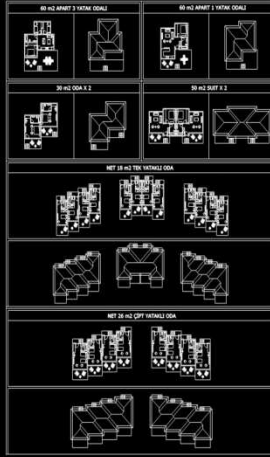 60 m2 APART 3 YATAK ODALI
60 m2 APART 1 YATAK ODALI
30 m2 ODA X 2
50 m2 SUIT X 2
NET 18 m2 TEK YATAKLI ODA
NET 26 m2 ÇİFT YATAKLI ODA